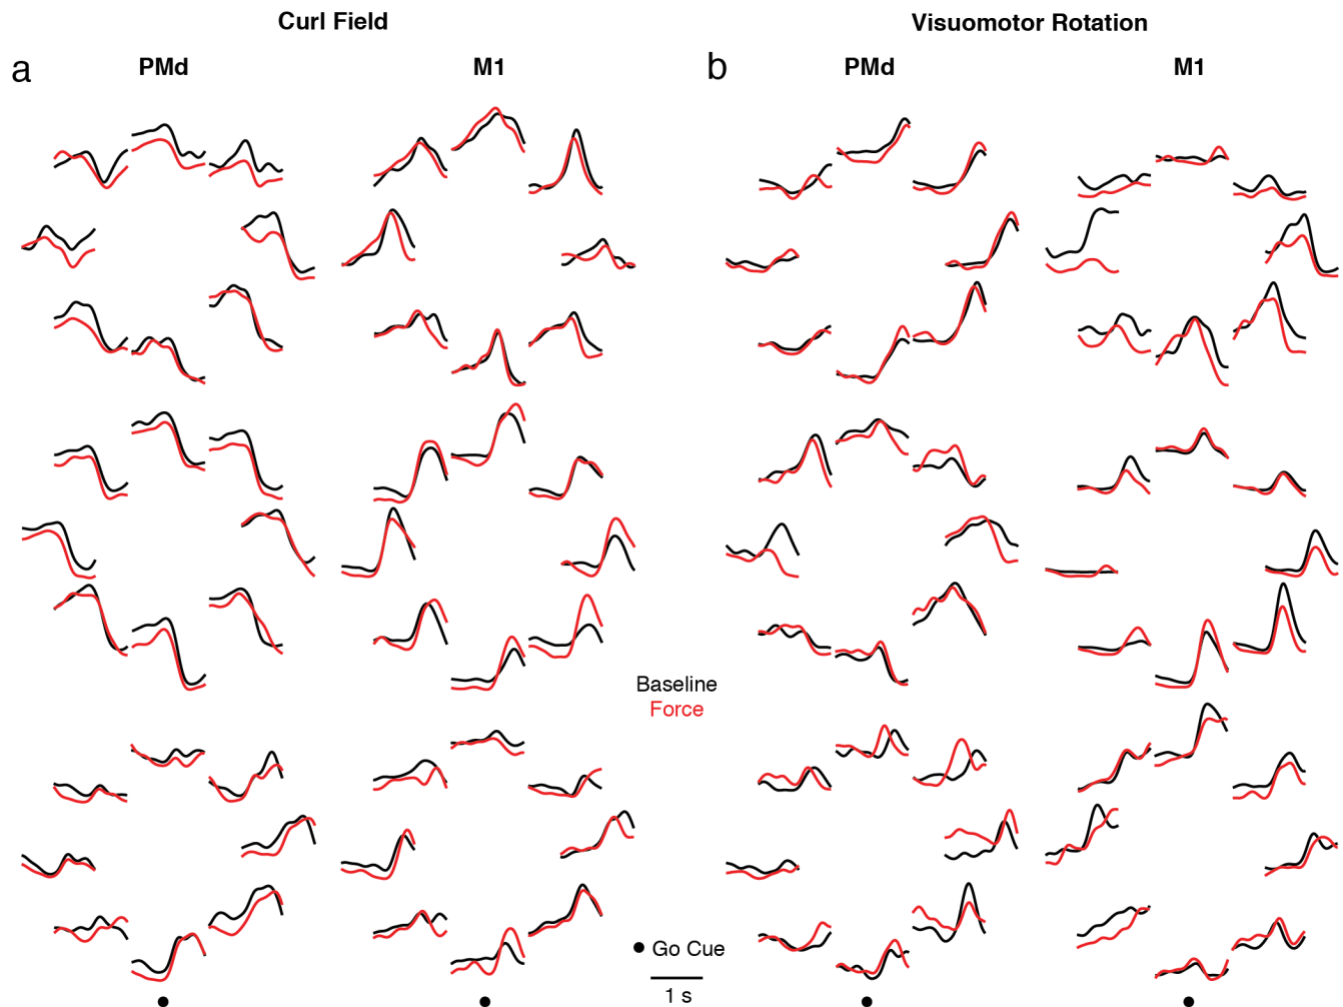 Curl Field
Visuomotor Rotation
a
PMd
M1
b
PMd
M1
Baseline
Force
Go Cue
1 s